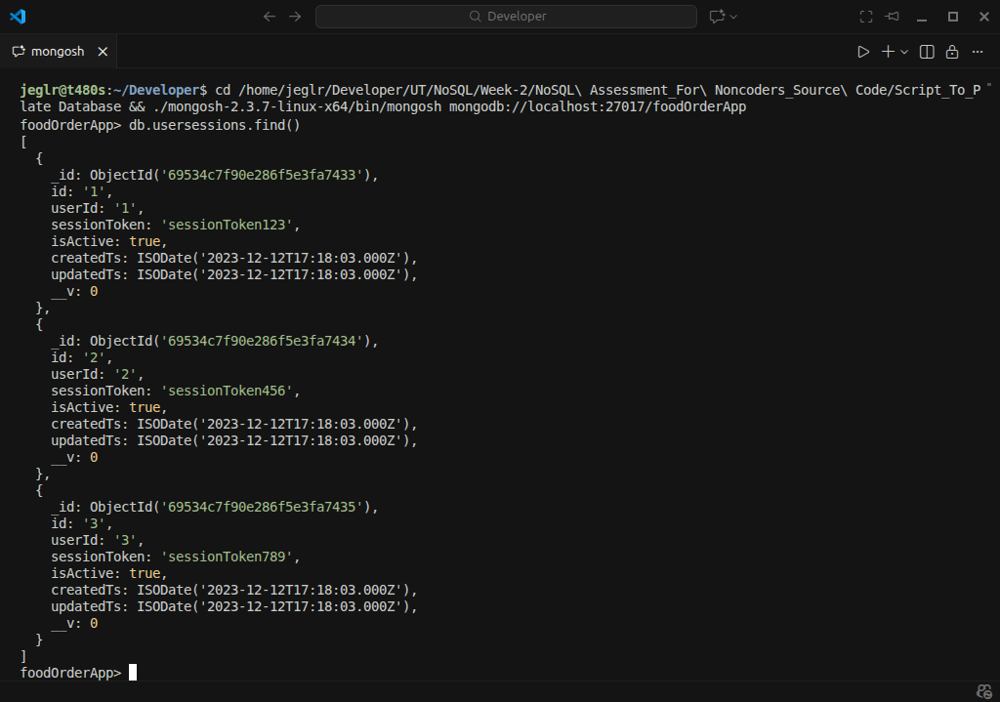 Developer
mongosh
jeglr@t480s:~/Developer$ cd /home/jeglr/Developer/UT/NoSQL/Week-2/NoSQL\ Assessment_For\ Noncoders_Source\ Code/Script_To_P
late Database && ./mongosh-2.3.7-linux-x64/bin/mongosh mongodb://localhost:27017/foodOrderApp
foodOrderApp> db.usersessions.find()
[
  {
    _id: ObjectId('69534c7f90e286f5e3fa7433'),
    id: '1',
    userId: '1',
    sessionToken: 'sessionToken123',
    isActive: true,
    createdTs: ISODate('2023-12-12T17:18:03.000Z'),
    updatedTs: ISODate('2023-12-12T17:18:03.000Z'),
    __v: 0
  },
  {
    _id: ObjectId('69534c7f90e286f5e3fa7434'),
    id: '2',
    userId: '2',
    sessionToken: 'sessionToken456',
    isActive: true,
    createdTs: ISODate('2023-12-12T17:18:03.000Z'),
    updatedTs: ISODate('2023-12-12T17:18:03.000Z'),
    __v: 0
  },
  {
    _id: ObjectId('69534c7f90e286f5e3fa7435'),
    id: '3',
    userId: '3',
    sessionToken: 'sessionToken789',
    isActive: true,
    createdTs: ISODate('2023-12-12T17:18:03.000Z'),
    updatedTs: ISODate('2023-12-12T17:18:03.000Z'),
    __v: 0
  }
]
foodOrderApp>